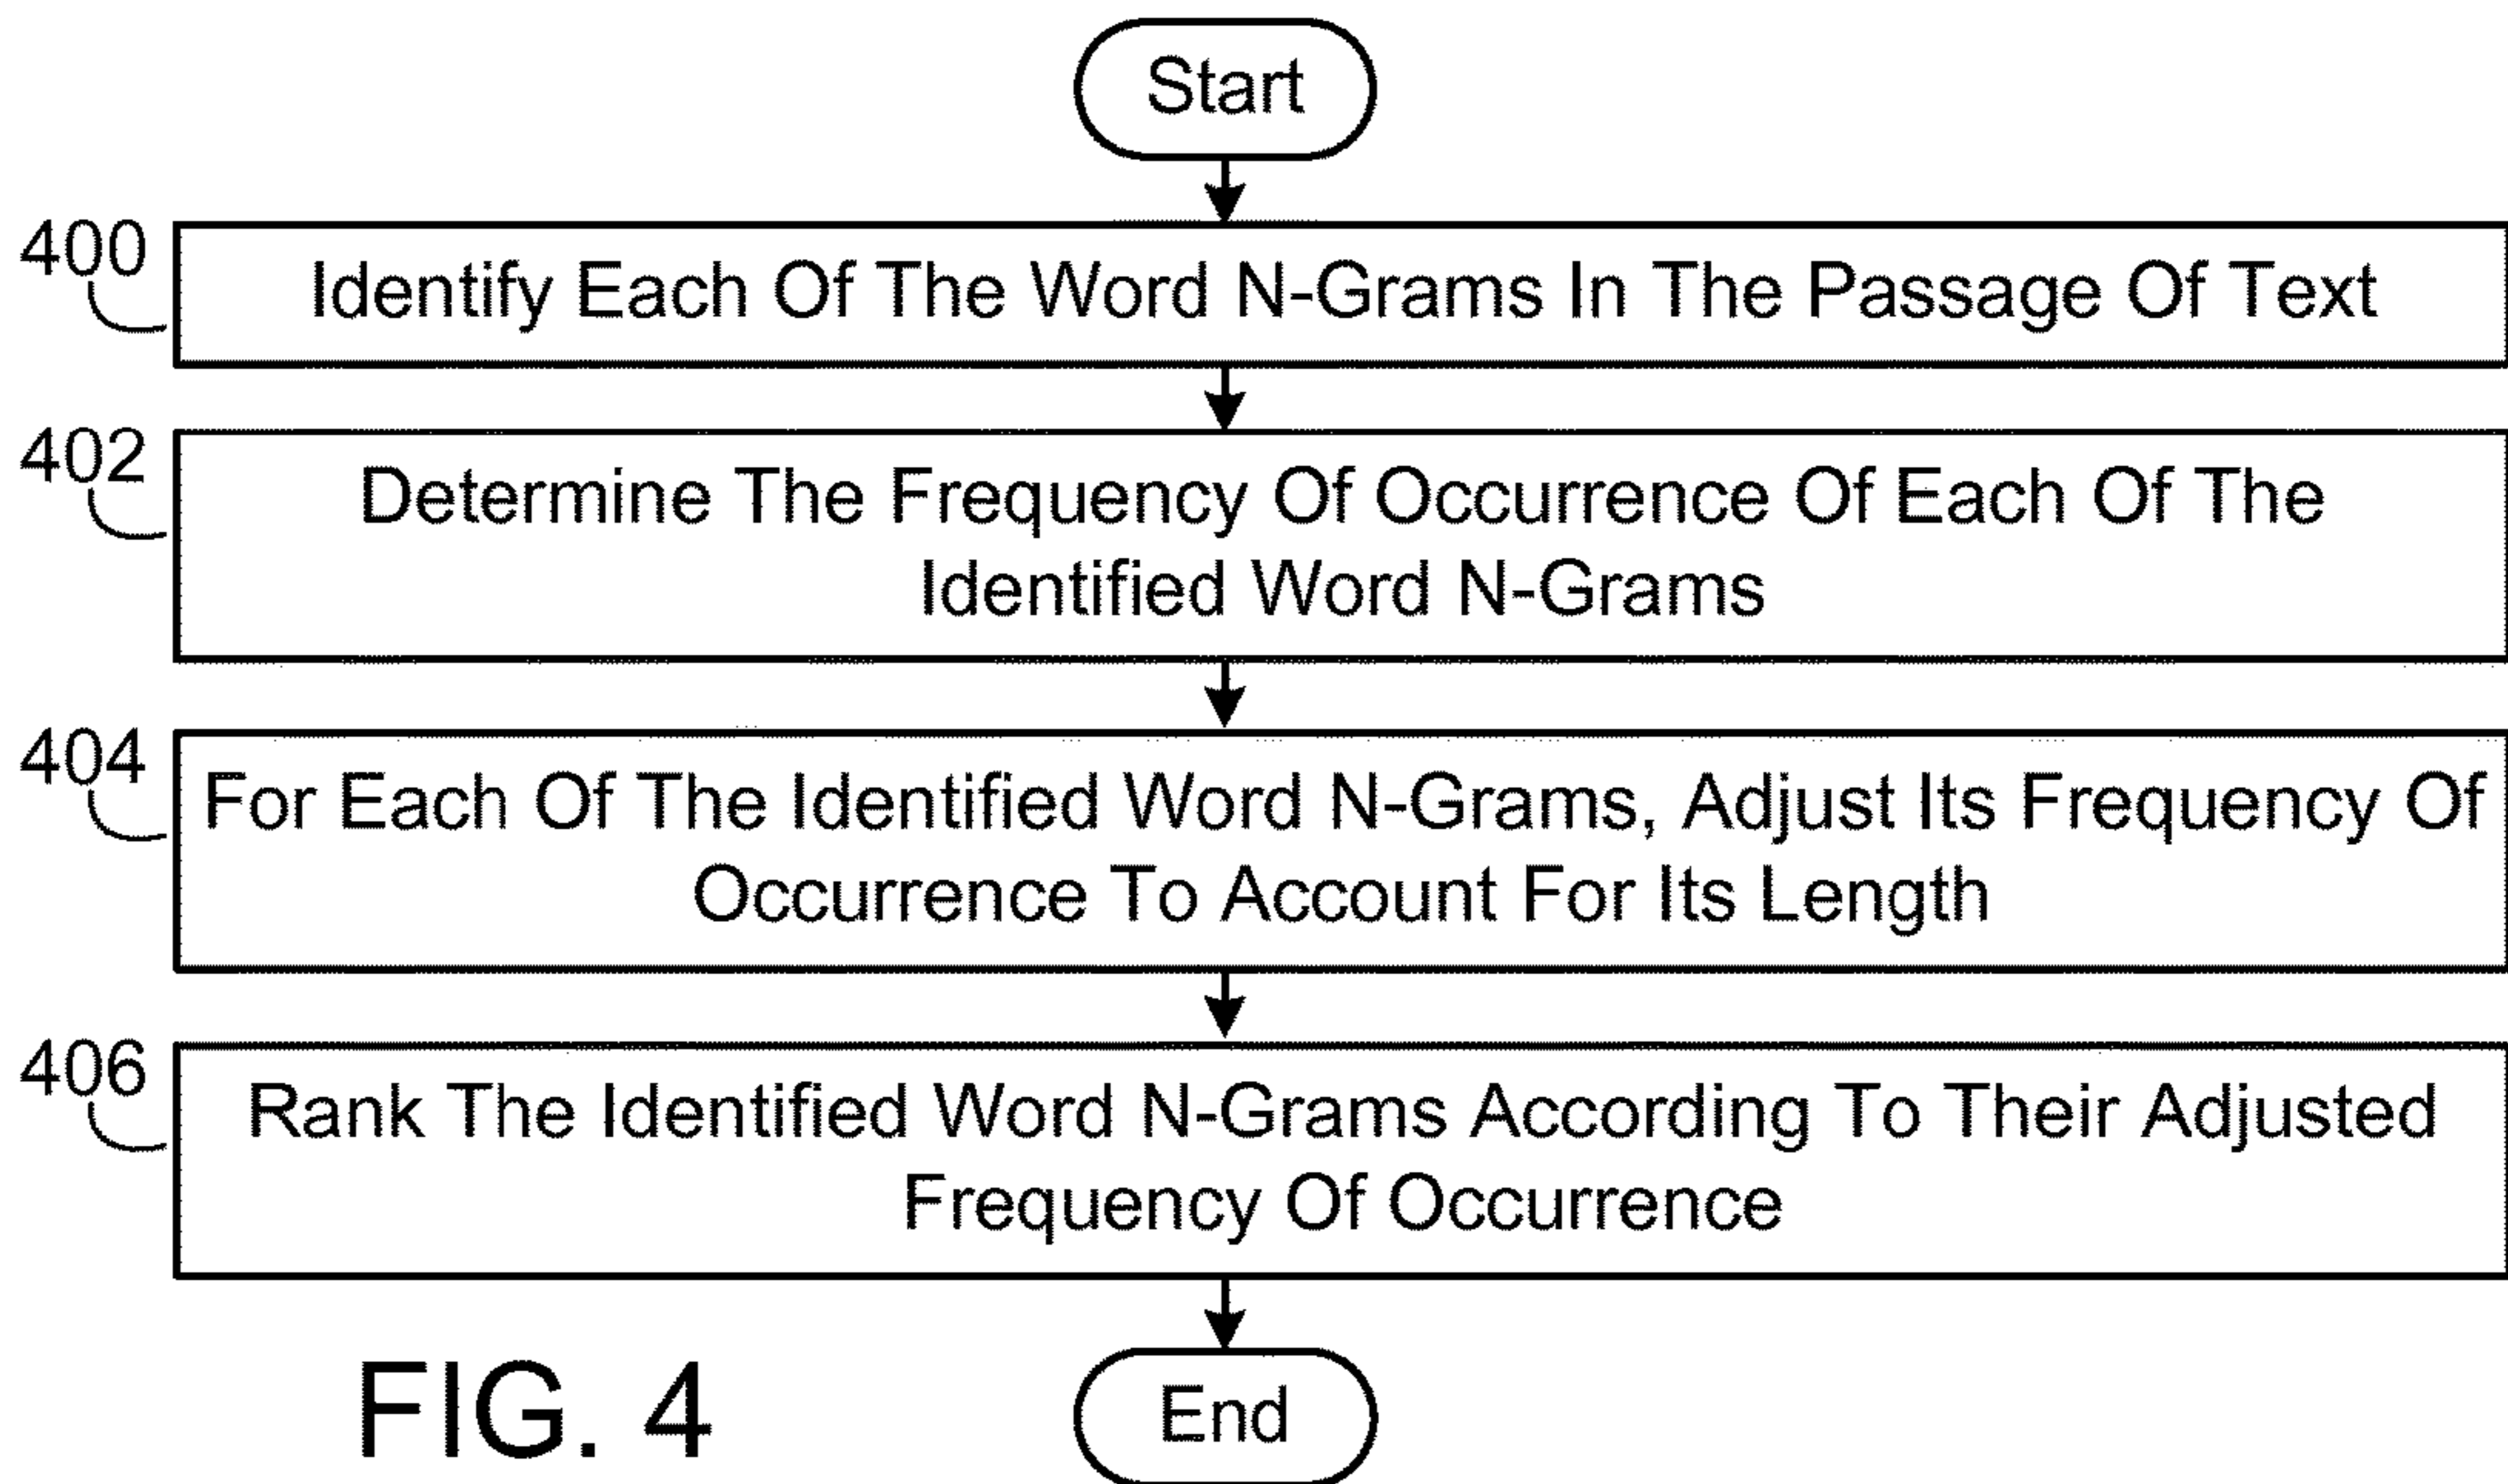 Start
400
Identify Each Of The Word N-Grams In The Passage Of Text
402
Determine The Frequency Of Occurrence Of Each Of The
Identified Word N-Grams
404
For Each Of The Identified Word N-Grams, Adjust Its Frequency Of
Occurrence To Account For Its Length
406
Rank The Identified Word N-Grams According To Their Adjusted
Frequency Of Occurrence
FIG. 4
End